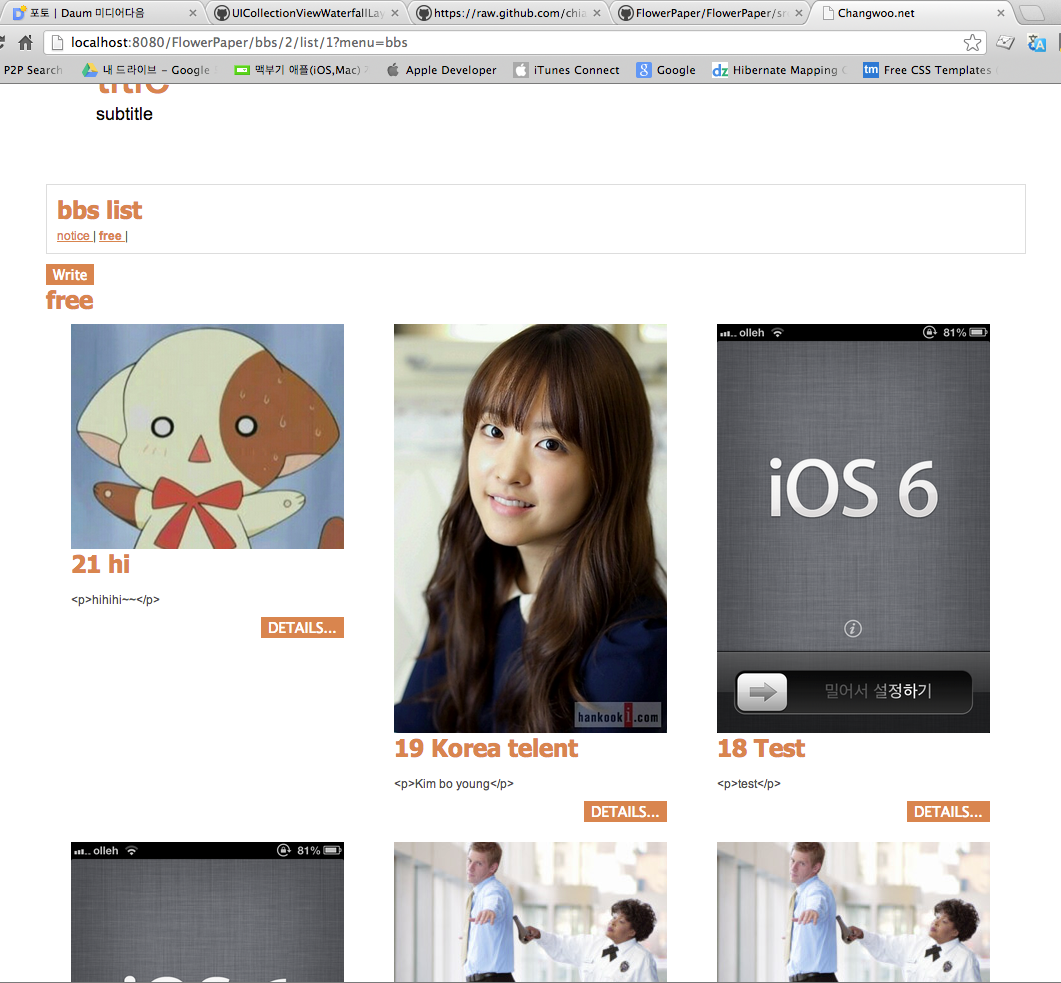 포토 | Daum 미디어다음
UICollectionViewWaterfallLay
https://raw.github.com/chia
FlowerPaper/FlowerPaper/sr
Changwoo.net
localhost:8080/FlowerPaper/bbs/2/list/1?menu=bbs
P2P Search
내 드라이브 - Google
맥부기 애플(iOS,Mac)
Apple Developer
iTunes Connect
Google
Hibernate Mapping
Free CSS Templates
title
subtitle
bbs list
notice | free |
Write
free
21 hi
<p>hihihi~~</p>
DETAILS...
hankooki.com
19 Korea telent
<p>Kim bo young</p>
DETAILS...
olleh 81%
iOS 6
밀어서 설정하기
18 Test
<p>test</p>
DETAILS...
olleh 81%